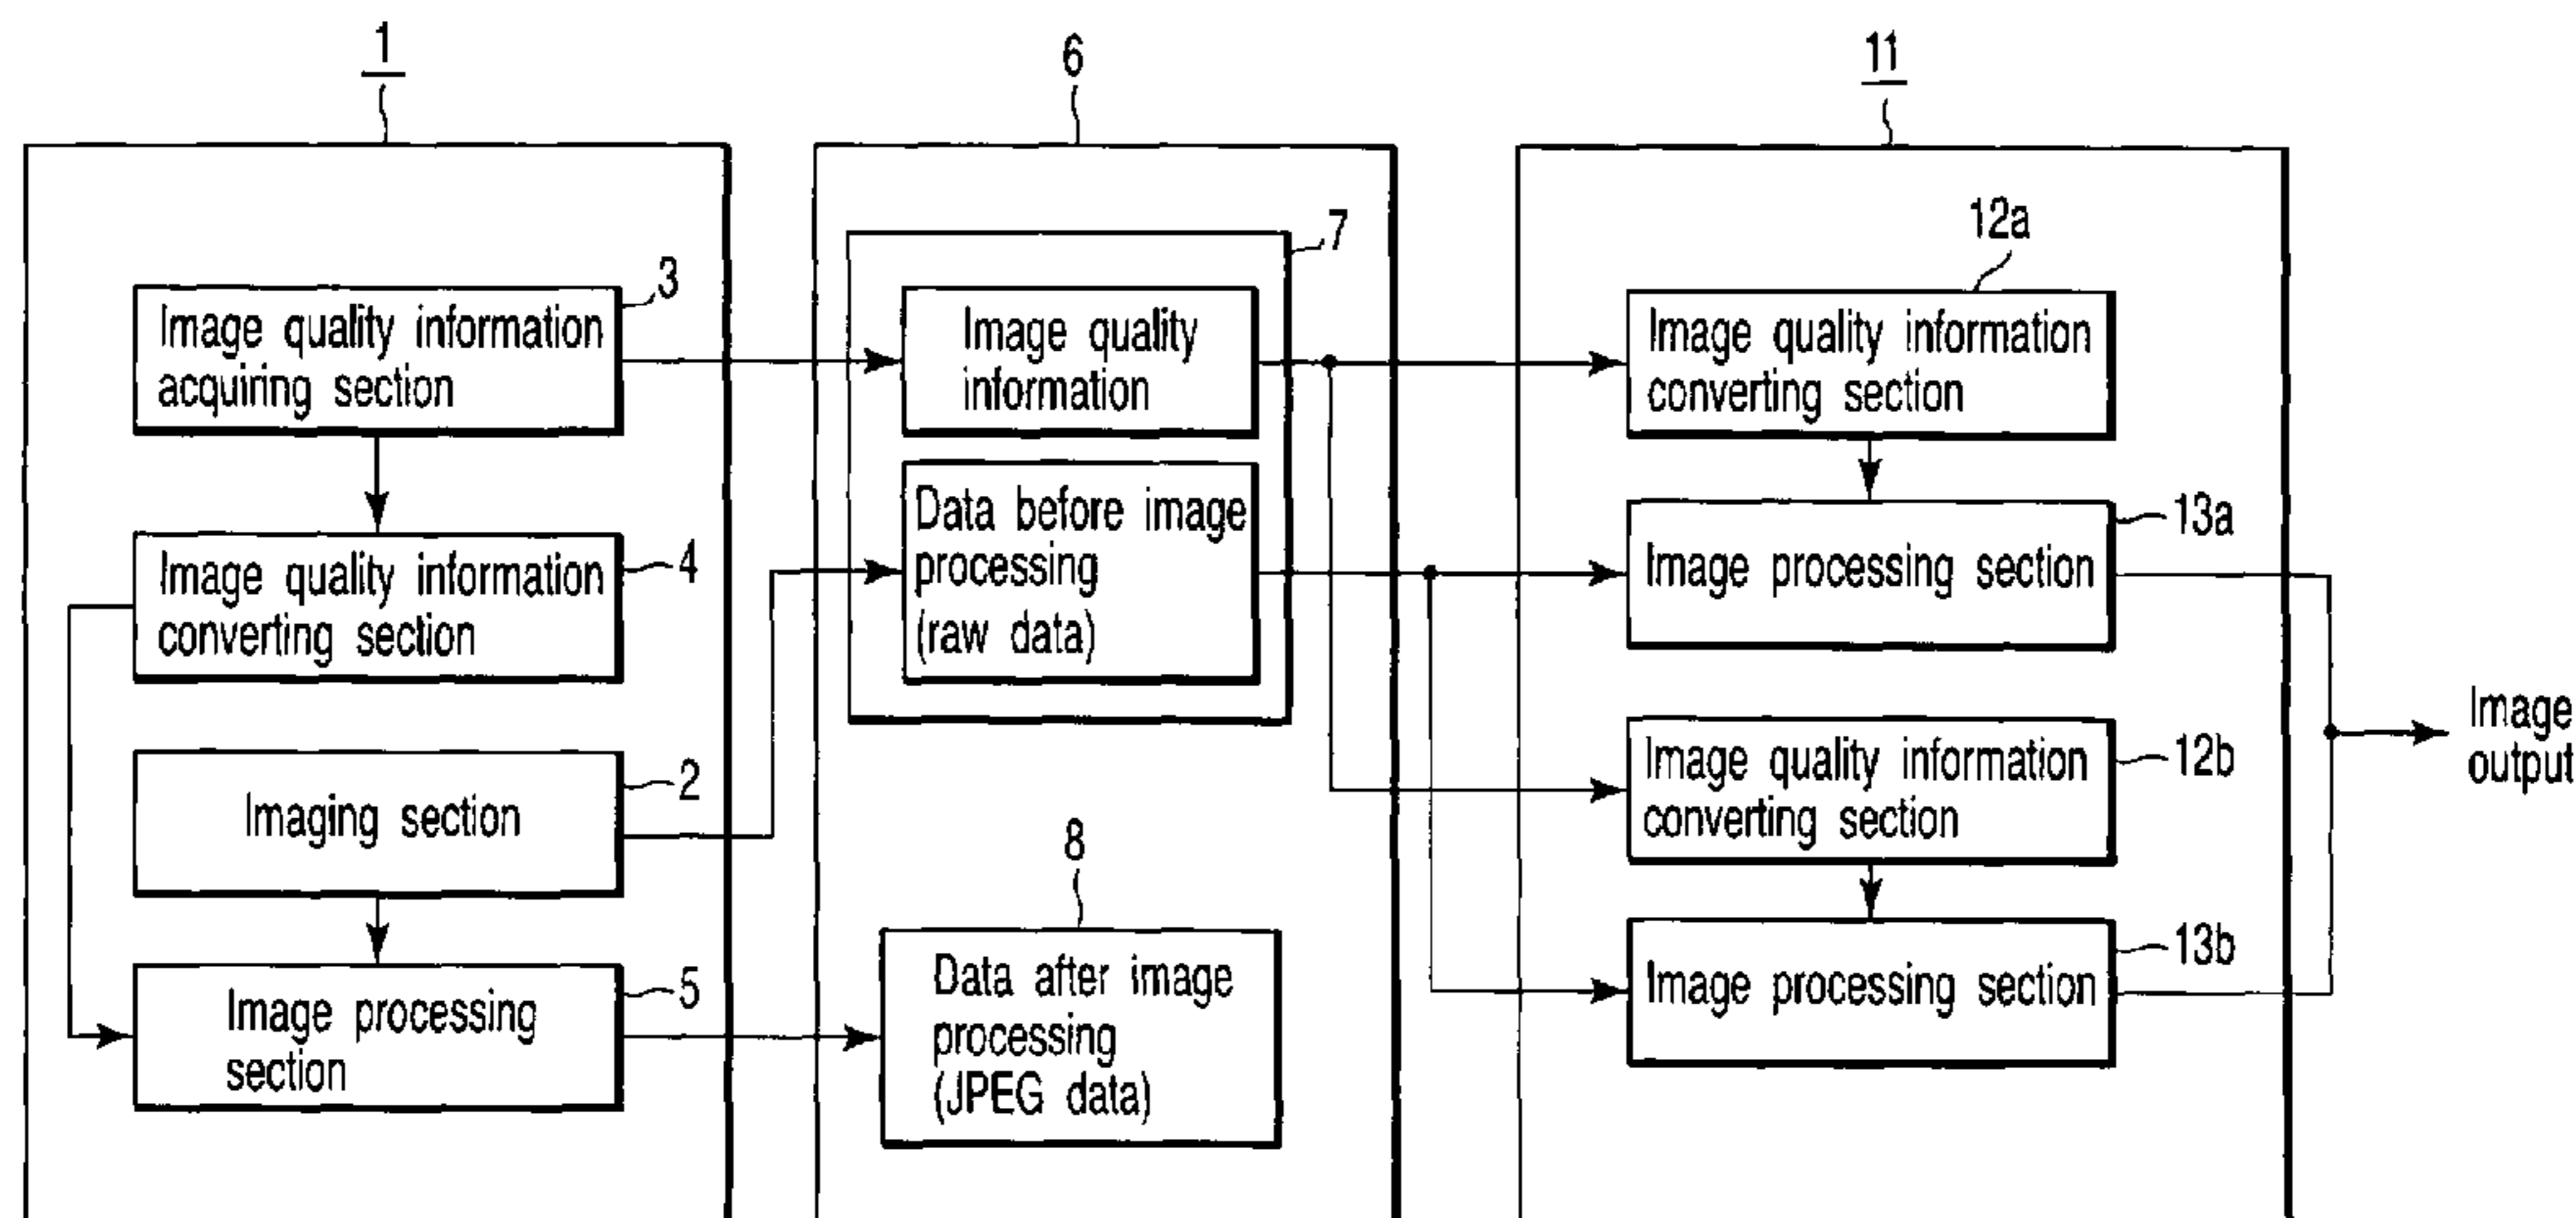 1
6
11
7
12a
3
Image quality information
acquiring section
Image quality
information
Image quality information
converting section
4
Image quality information
converting section
Data before image
processing
(raw data)
13a
Image processing section
2
Imaging section
12b
Image quality information
converting section
Image
output
8
5
Image processing
section
Data after image
processing
(JPEG data)
13b
Image processing section